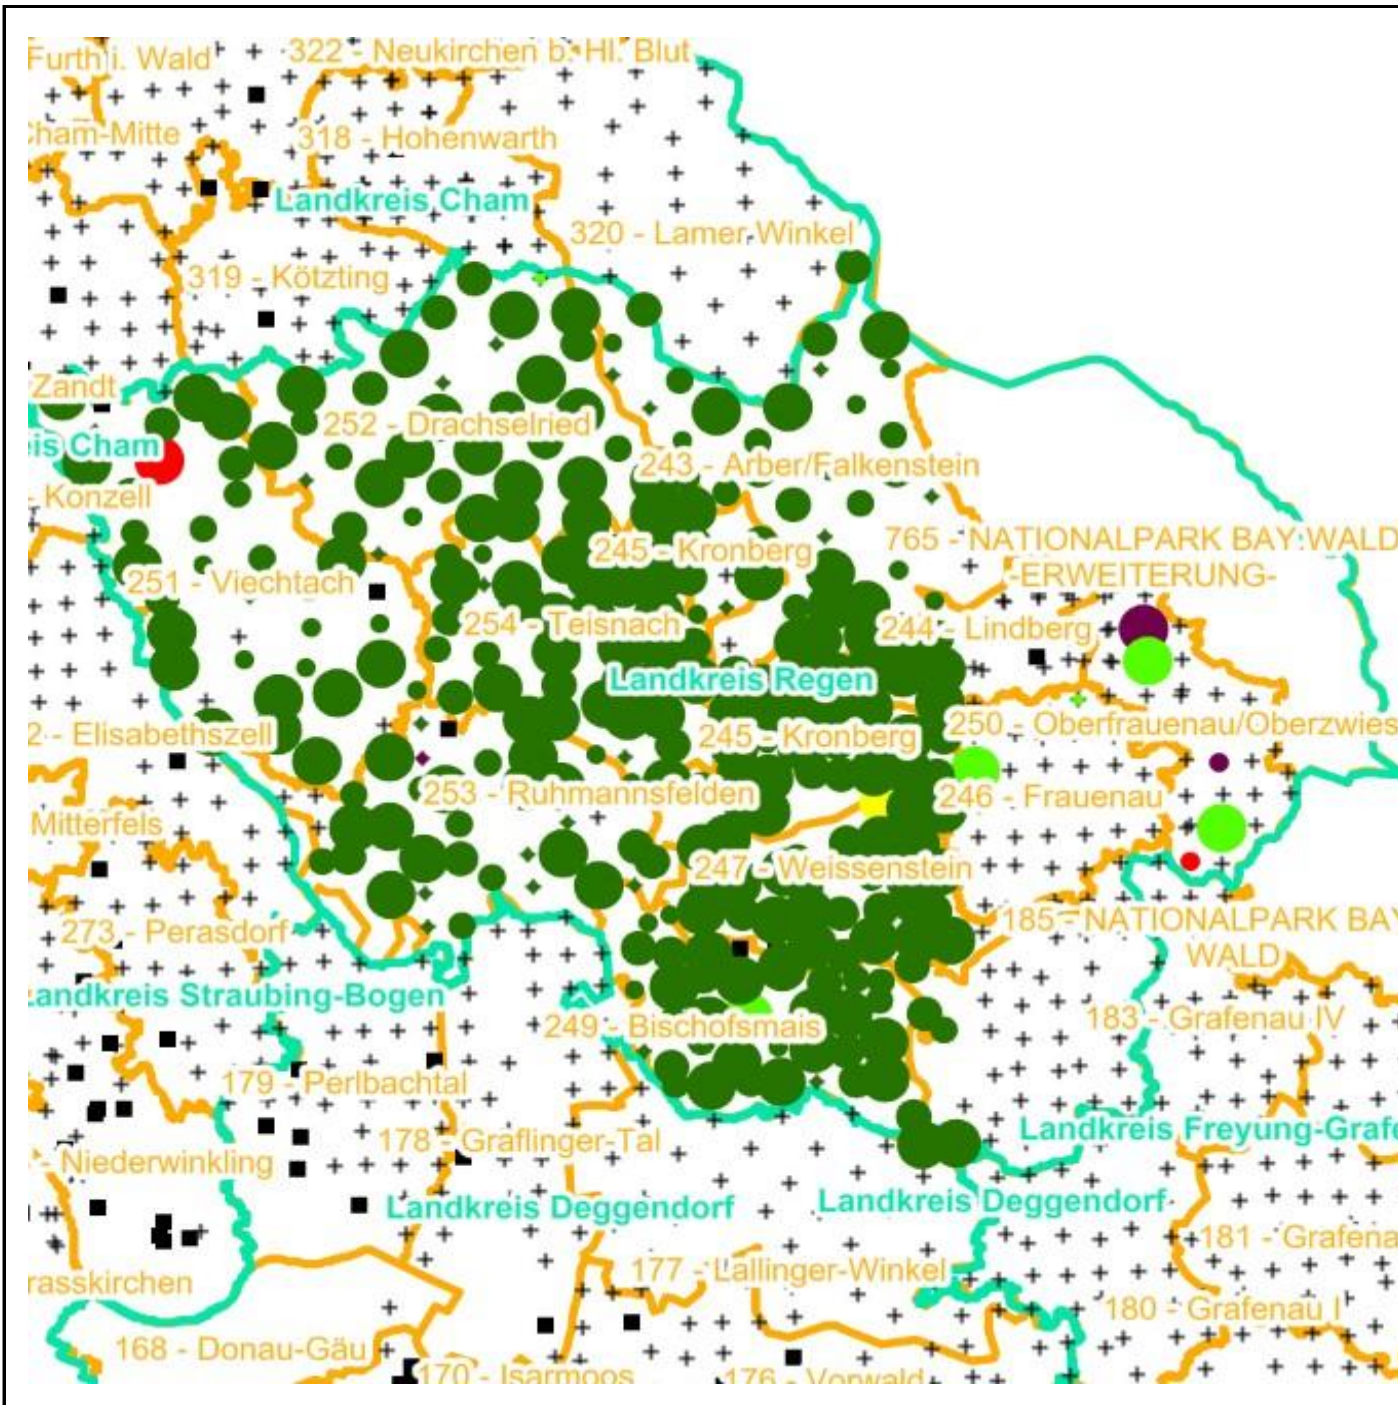 Furth i. Wald
322 - Neukirchen b. Hl. Blut
Cham-Mitte
318 - Hohenwarth
Landkreis Cham
320 - Lamer Winkel
319 - Kötzting
Zandt
252 - Drachselried
eis Cham
243 - Arber/Falkenstein
- Konzell
765 - NATIONALPARK BAY.WALD
-ERWEITERUNG-
245 - Kronberg
251 - Viechtach
254 - Teisnach
244 - Lindberg
Landkreis Regen
2 - Elisabethszell
250 - Oberfrauenau/Oberzwies
245 - Kronberg
253 - Ruhmannsfelden
246 - Frauenau
Mitterfels
247 - Weissenstein
185 - NATIONALPARK BA
WALD
273 - Perasdorf
Landkreis Straubing-Bogen
249 - Bischofsmais
183 - Grafenau IV
179 - Perlbachtal
178 - Graflinger-Tal
Landkreis Freyung-Grafe
- Niederwinkling
Landkreis Deggendorf
Landkreis Deggendorf
181 - Grafena
177 - Lallinger-Winkel
rasskirchen
180 - Grafenau I
168 - Donau-Gäu
170 - Isarmoos
176 - Vorwald